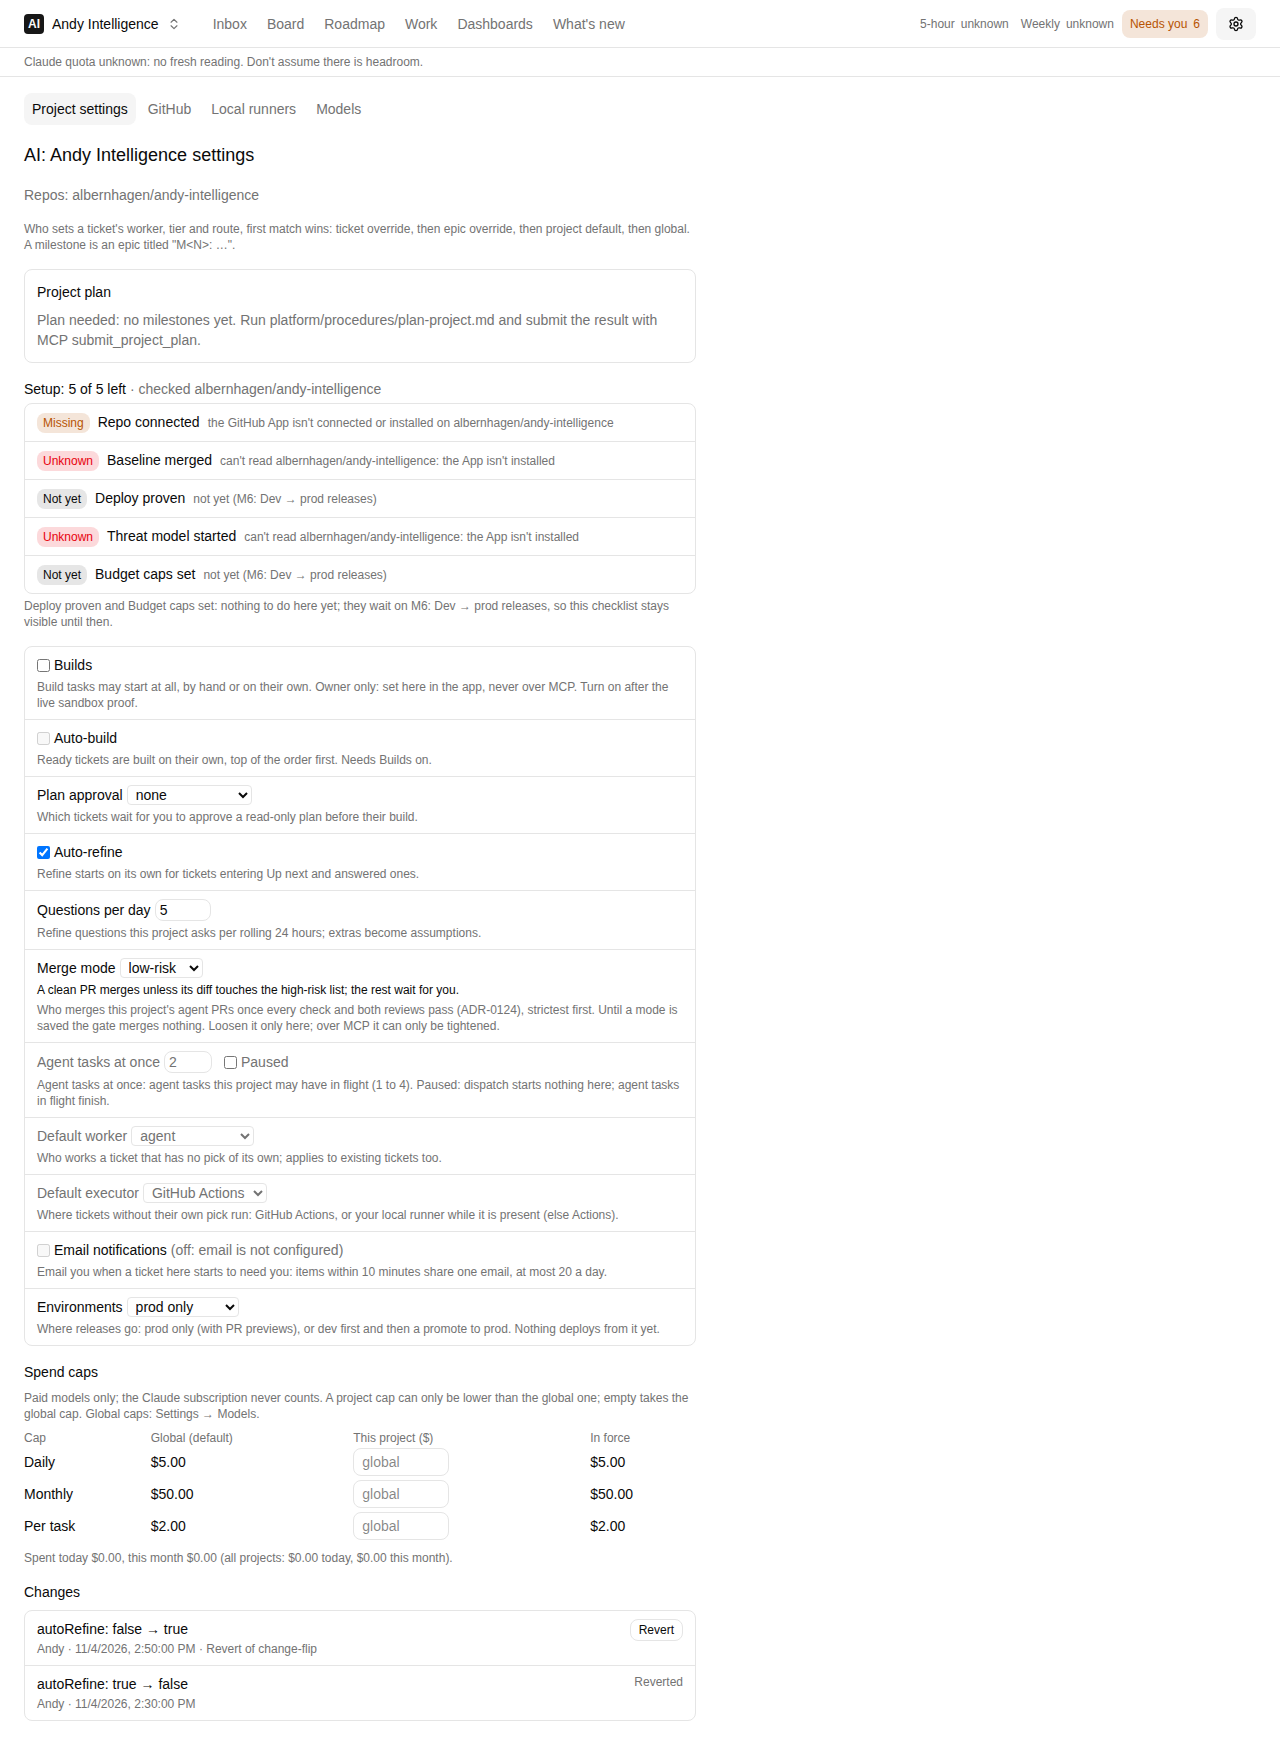 AI Andy Intelligence Inbox Board Roadmap Work Dashboards What's new 5-hour unknown Weekly unknown Needs you 6
Claude quota unknown: no fresh reading. Don't assume there is headroom.
Project settings GitHub Local runners Models
AI: Andy Intelligence settings
Repos: albernhagen/andy-intelligence
Who sets a ticket's worker, tier and route, first match wins: ticket override, then epic override, then project default, then global.
A milestone is an epic titled "M<N>: …".
Project plan
Plan needed: no milestones yet. Run platform/procedures/plan-project.md and submit the result with
MCP submit_project_plan.
Setup: 5 of 5 left · checked albernhagen/andy-intelligence
Missing Repo connected the GitHub App isn't connected or installed on albernhagen/andy-intelligence
Unknown Baseline merged can't read albernhagen/andy-intelligence: the App isn't installed
Not yet Deploy proven not yet (M6: Dev → prod releases)
Unknown Threat model started can't read albernhagen/andy-intelligence: the App isn't installed
Not yet Budget caps set not yet (M6: Dev → prod releases)
Deploy proven and Budget caps set: nothing to do here yet; they wait on M6: Dev → prod releases, so this checklist stays
visible until then.
Builds
Build tasks may start at all, by hand or on their own. Owner only: set here in the app, never over MCP. Turn on after the
live sandbox proof.
Auto-build
Ready tickets are built on their own, top of the order first. Needs Builds on.
Plan approval none
Which tickets wait for you to approve a read-only plan before their build.
Auto-refine
Refine starts on its own for tickets entering Up next and answered ones.
Questions per day 5
Refine questions this project asks per rolling 24 hours; extras become assumptions.
Merge mode low-risk
A clean PR merges unless its diff touches the high-risk list; the rest wait for you.
Who merges this project's agent PRs once every check and both reviews pass (ADR-0124), strictest first. Until a mode is
saved the gate merges nothing. Loosen it only here; over MCP it can only be tightened.
Agent tasks at once 2 Paused
Agent tasks at once: agent tasks this project may have in flight (1 to 4). Paused: dispatch starts nothing here; agent tasks
in flight finish.
Default worker agent
Who works a ticket that has no pick of its own; applies to existing tickets too.
Default executor GitHub Actions
Where tickets without their own pick run: GitHub Actions, or your local runner while it is present (else Actions).
Email notifications (off: email is not configured)
Email you when a ticket here starts to need you: items within 10 minutes share one email, at most 20 a day.
Environments prod only
Where releases go: prod only (with PR previews), or dev first and then a promote to prod. Nothing deploys from it yet.
Spend caps
Paid models only; the Claude subscription never counts. A project cap can only be lower than the global one; empty takes the
global cap. Global caps: Settings → Models.
Cap Global (default) This project ($) In force
Daily $5.00 global $5.00
Monthly $50.00 global $50.00
Per task $2.00 global $2.00
Spent today $0.00, this month $0.00 (all projects: $0.00 today, $0.00 this month).
Changes
autoRefine: false → true Revert
Andy · 11/4/2026, 2:50:00 PM · Revert of change-flip
autoRefine: true → false Reverted
Andy · 11/4/2026, 2:30:00 PM